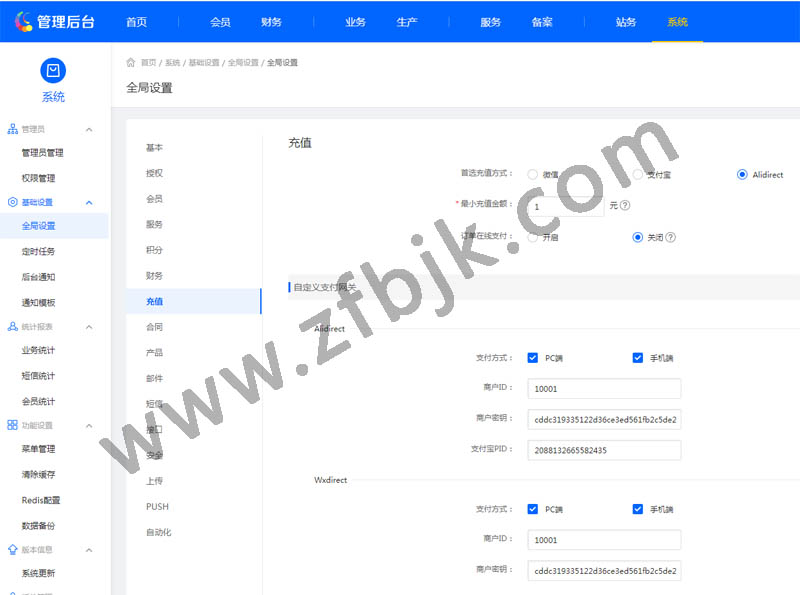 管理后台
首页 会员 财务 业务 生产 服务 备案 站务 系统
系统
首页 / 系统 / 基础设置 / 全局设置 / 全局设置
全局设置
管理员
管理员管理
权限管理
基础设置
全局设置
定时任务
后台通知
通知模板
统计报表
业务统计
短信统计
会员统计
功能设置
菜单管理
清除缓存
Redis配置
数据备份
版本信息
系统更新
基本
授权
会员
服务
积分
财务
充值
合同
产品
邮件
短信
接口
安全
上传
PUSH
自动化
充值
首选充值方式： 微信 支付宝 Alidirect
*最小充值金额： 1 元 ?
订单在线支付： 开启 关闭 ?
自定义支付网关
Alidirect
支付方式： PC端 手机端
商户ID： 10001
商户密钥： cddc319335122d36ce3ed561fb2c5de2
支付宝PID： 2088132665582435
Wxdirect
支付方式： PC端 手机端
商户ID： 10001
商户密钥： cddc319335122d36ce3ed561fb2c5de2
www.zfbjk.com